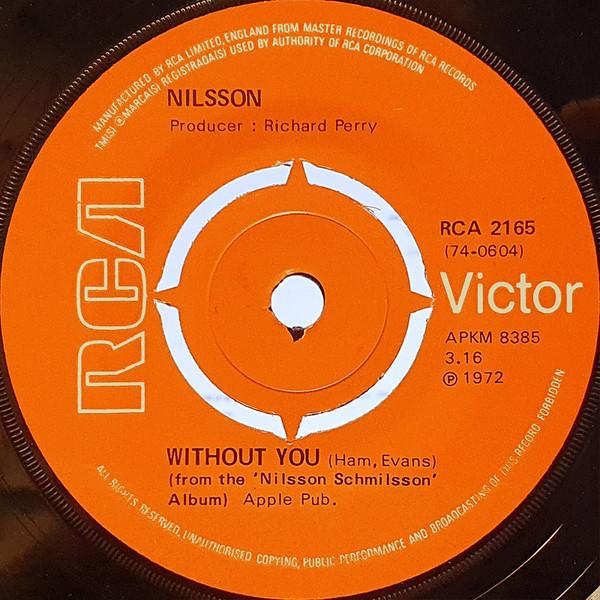 MANUFACTURED BY RCA LIMITED, ENGLAND FROM MASTER RECORDINGS OF RCA RECORDS
TM(S) ® MARCA(S) REGISTRADA(S) USED BY AUTHORITY OF RCA CORPORATION
NILSSON
Producer : Richard Perry
RCA
RCA 2165
(74-0604)
Victor
APKM 8385
3.16
℗ 1972
WITHOUT YOU (Ham, Evans)
(from the 'Nilsson Schmilsson'
Album) Apple Pub.
ALL RIGHTS RESERVED, UNAUTHORISED COPYING, PUBLIC PERFORMANCE AND BROADCASTING OF THIS RECORD FORBIDDEN